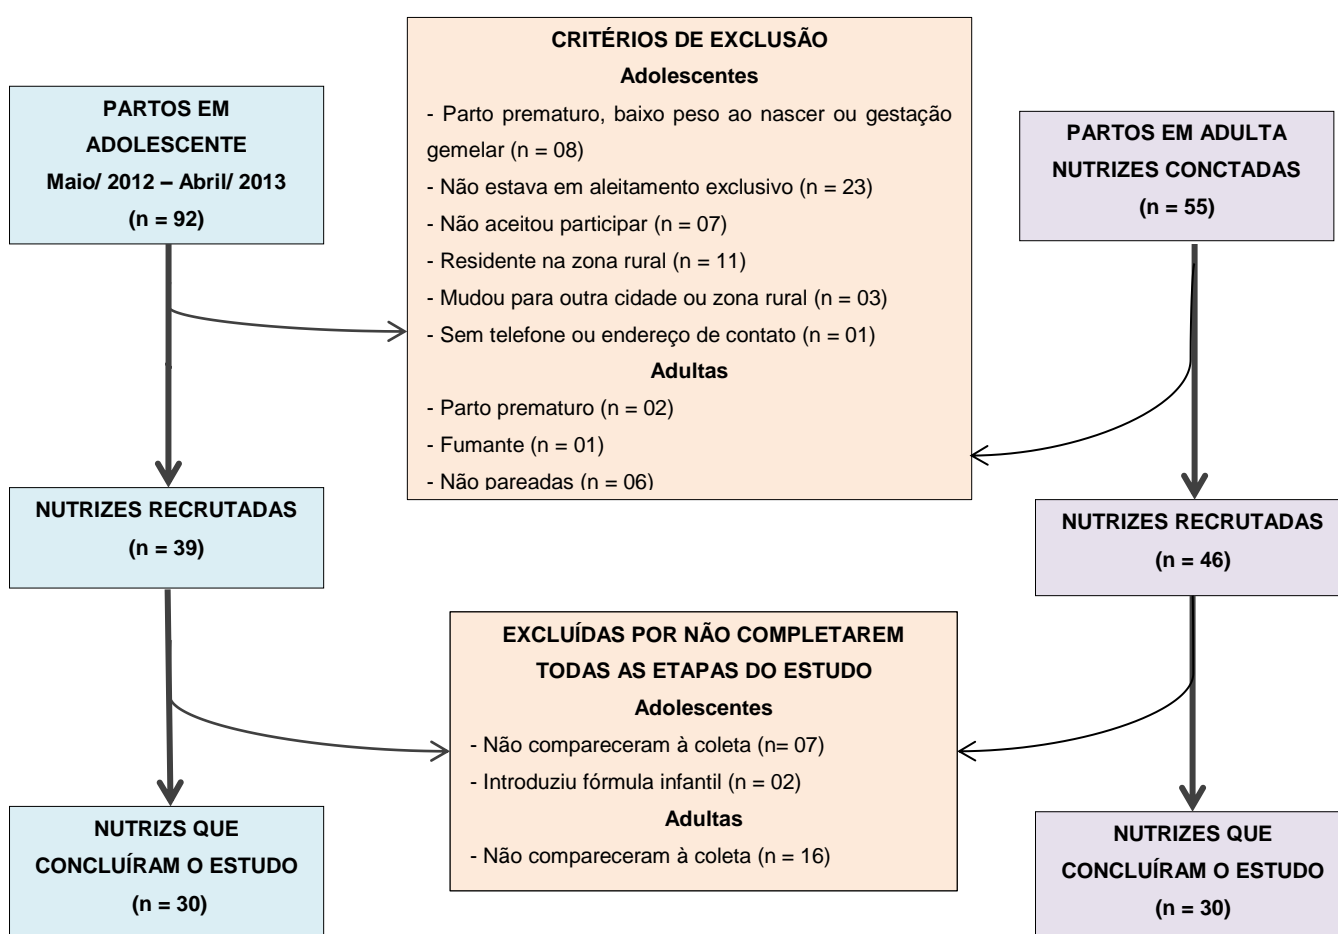 PARTOS EM
ADOLESCENTE
Maio/ 2012 – Abril/ 2013
(n = 92)
CRITÉRIOS DE EXCLUSÃO
Adolescentes
- Parto prematuro, baixo peso ao nascer ou gestação
gemelar (n = 08)
- Não estava em aleitamento exclusivo (n = 23)
- Não aceitou participar (n = 07)
- Residente na zona rural (n = 11)
- Mudou para outra cidade ou zona rural (n = 03)
- Sem telefone ou endereço de contato (n = 01)
Adultas
- Parto prematuro (n = 02)
- Fumante (n = 01)
- Não pareadas (n = 06)
PARTOS EM ADULTA
NUTRIZES CONCTADAS
(n = 55)
NUTRIZES RECRUTADAS
(n = 39)
NUTRIZES RECRUTADAS
(n = 46)
EXCLUÍDAS POR NÃO COMPLETAREM
TODAS AS ETAPAS DO ESTUDO
Adolescentes
- Não compareceram à coleta (n= 07)
- Introduziu fórmula infantil (n = 02)
Adultas
- Não compareceram à coleta (n = 16)
NUTRIZS QUE
CONCLUÍRAM O ESTUDO
(n = 30)
NUTRIZES QUE
CONCLUÍRAM O ESTUDO
(n = 30)